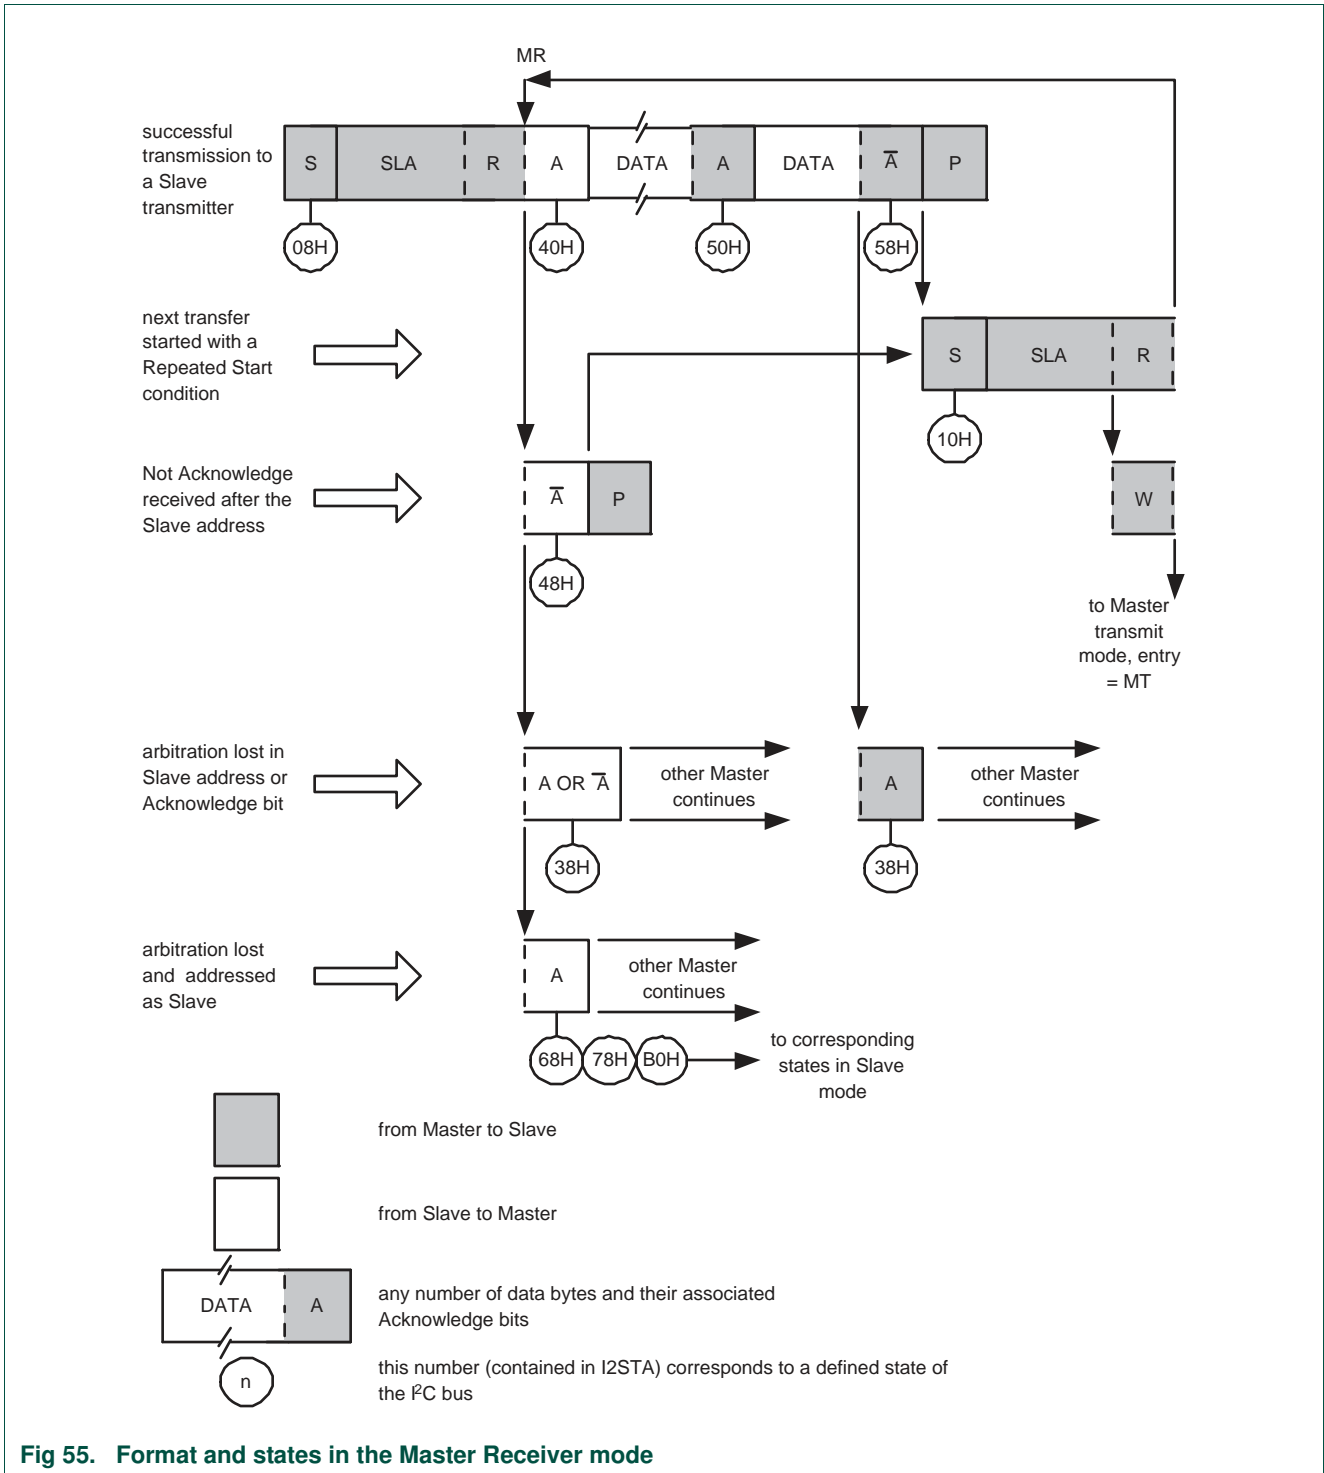 MR
successful
transmission to
a Slave
transmitter
S SLA R A DATA A DATA A̅ P
08H 40H 50H 58H
next transfer
started with a
Repeated Start
condition
S SLA R
10H
Not Acknowledge
received after the
Slave address
A̅ P
W
48H
to Master
transmit
mode, entry
= MT
arbitration lost in
Slave address or
Acknowledge bit
A OR A̅
other Master
continues
A
other Master
continues
38H 38H
arbitration lost
and addressed
as Slave
A
other Master
continues
68H 78H B0H
to corresponding
states in Slave
mode
from Master to Slave
from Slave to Master
DATA A
any number of data bytes and their associated
Acknowledge bits
n
this number (contained in I2STA) corresponds to a defined state of
the I²C bus
Fig 55. Format and states in the Master Receiver mode